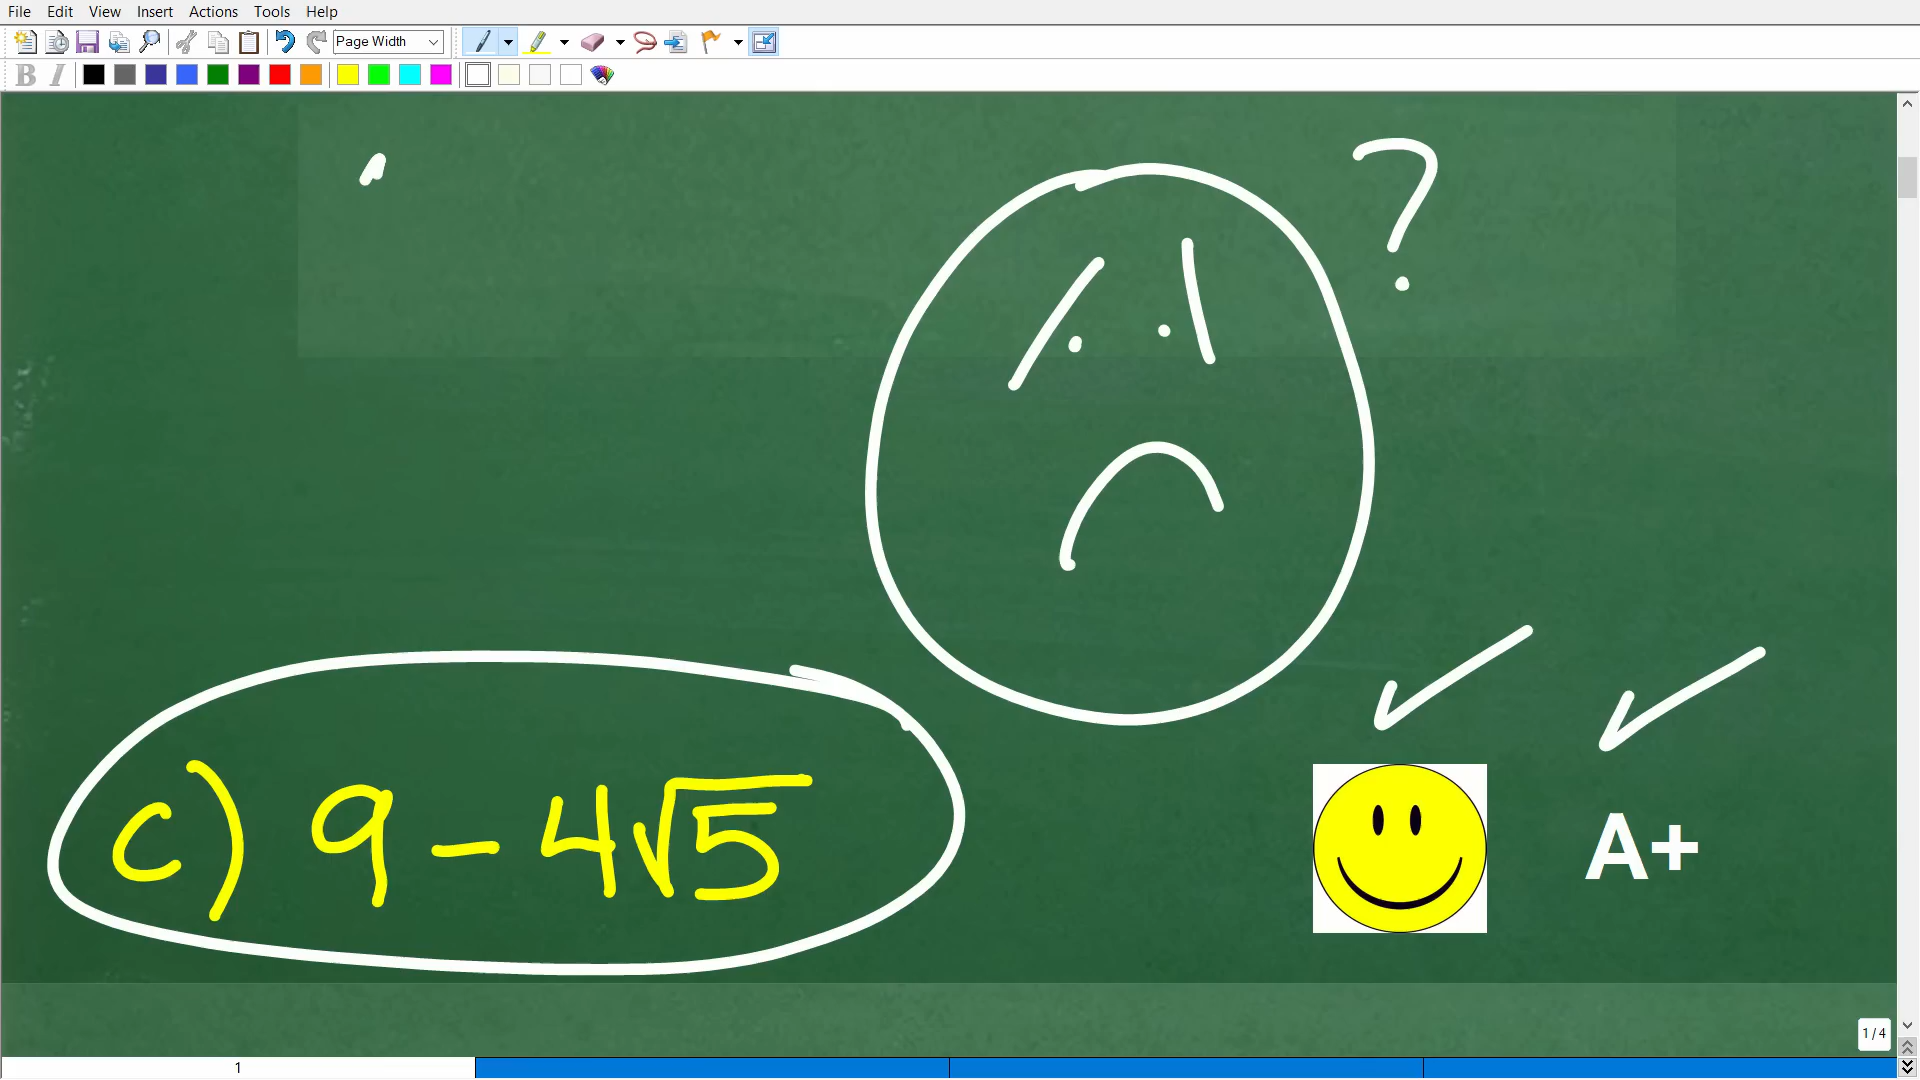 File Edit View Insert Actions Tools Help
Page Width
B I
?
c) 9 - 4√5
A+
1 / 4
1